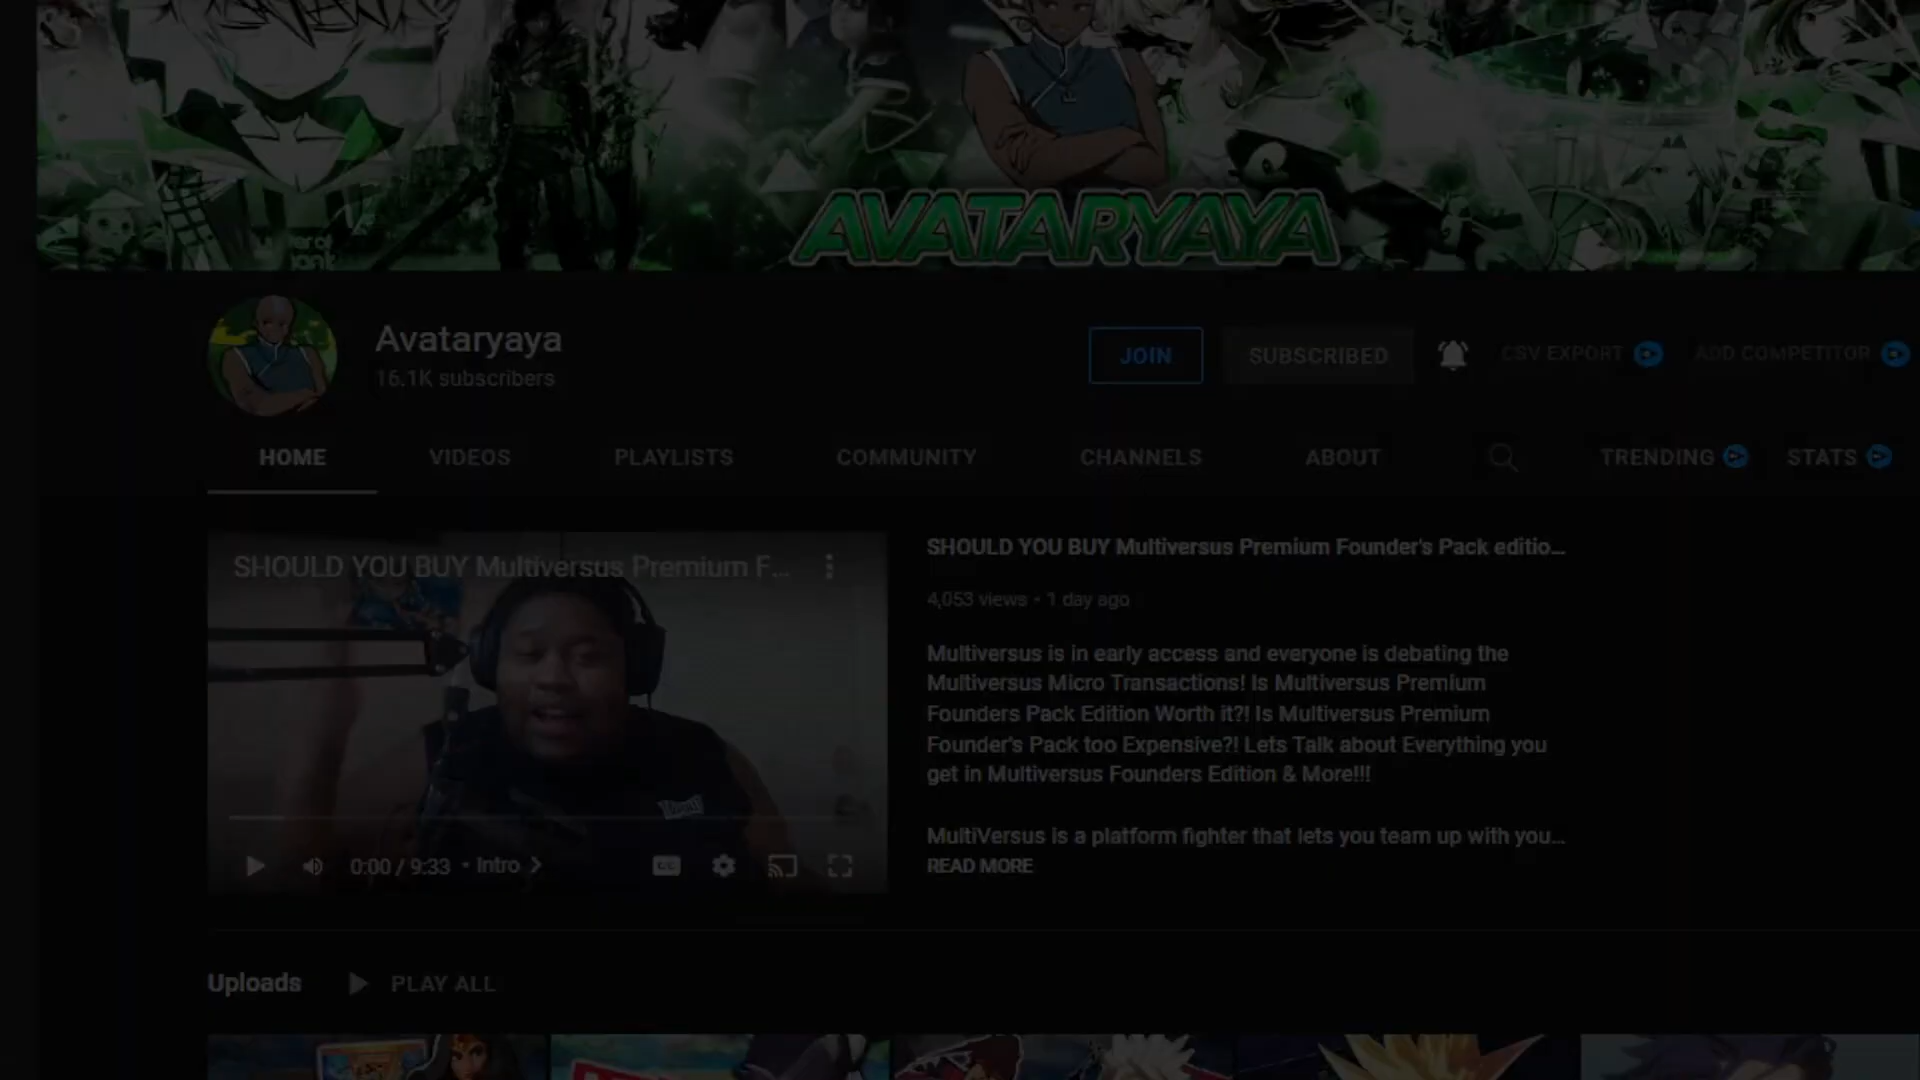 AVATARYAYA
Avataryaya
16.1K subscribers
JOIN
SUBSCRIBED
CSV EXPORT
ADD COMPETITOR
HOME
VIDEOS
PLAYLISTS
COMMUNITY
CHANNELS
ABOUT
TRENDING
STATS
SHOULD YOU BUY Multiversus Premium F...
0:00 / 9:33 • Intro
CC
SHOULD YOU BUY Multiversus Premium Founder's Pack editio...
4,053 views • 1 day ago
Multiversus is in early access and everyone is debating the
Multiversus Micro Transactions! Is Multiversus Premium
Founders Pack Edition Worth it?! Is Multiversus Premium
Founder's Pack too Expensive?! Lets Talk about Everything you
get in Multiversus Founders Edition & More!!!
MultiVersus is a platform fighter that lets you team up with you...
READ MORE
Uploads
PLAY ALL